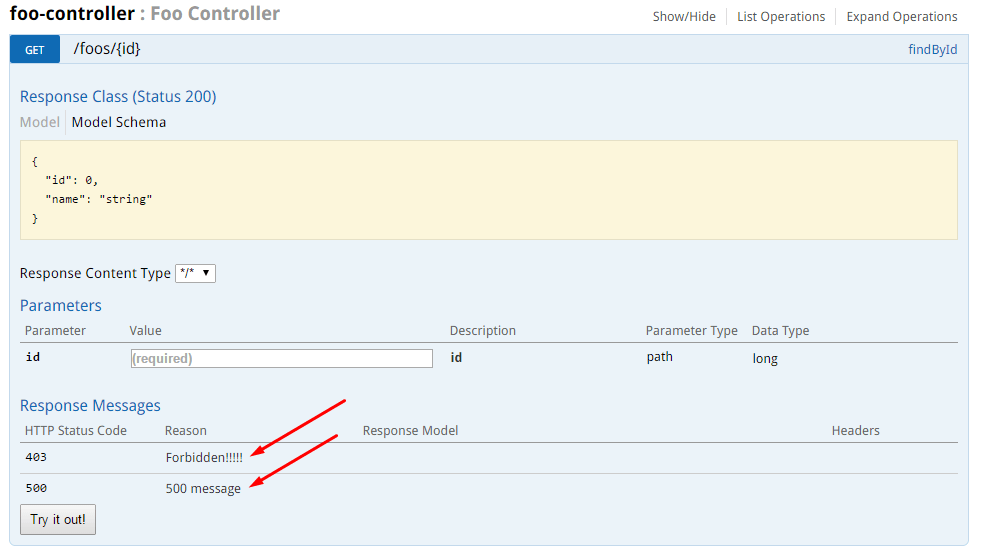 foo-controller : Foo Controller
Show/Hide
List Operations
Expand Operations
GET
/foos/{id}
findById
Response Class (Status 200)
Model
Model Schema
{
"id": 0,
"name": "string"
}
Response Content Type */* ▼
Parameters
Parameter Value Description Parameter Type Data Type
id (required) id path long
Response Messages
HTTP Status Code Reason Response Model Headers
403 Forbidden!!!!!
500 500 message
Try it out!